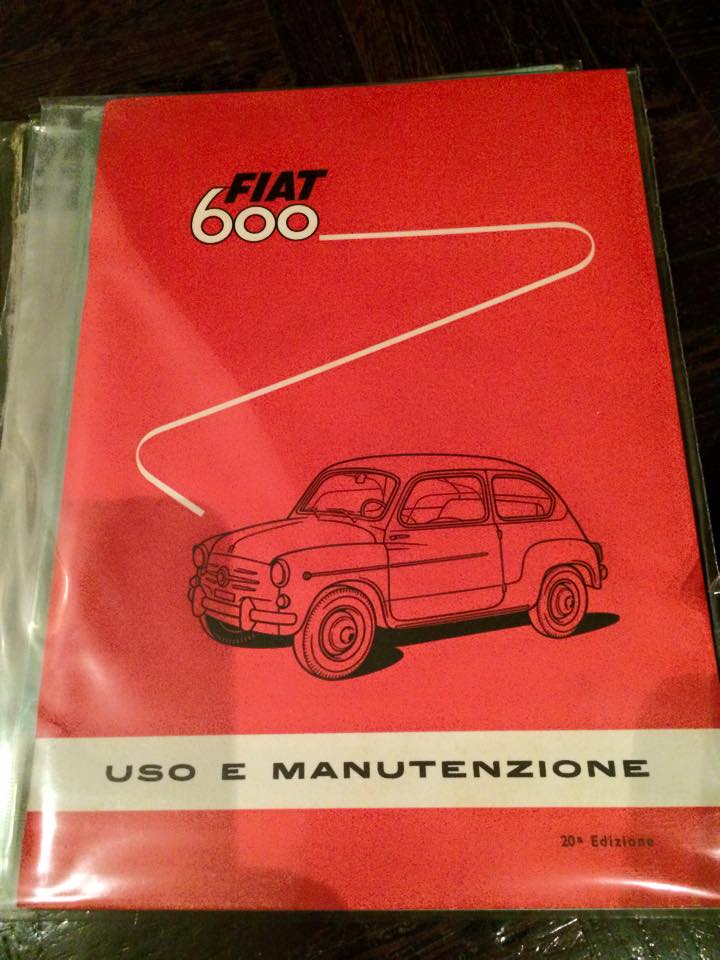 FIAT
600
USO E MANUTENZIONE
20ª Edizione